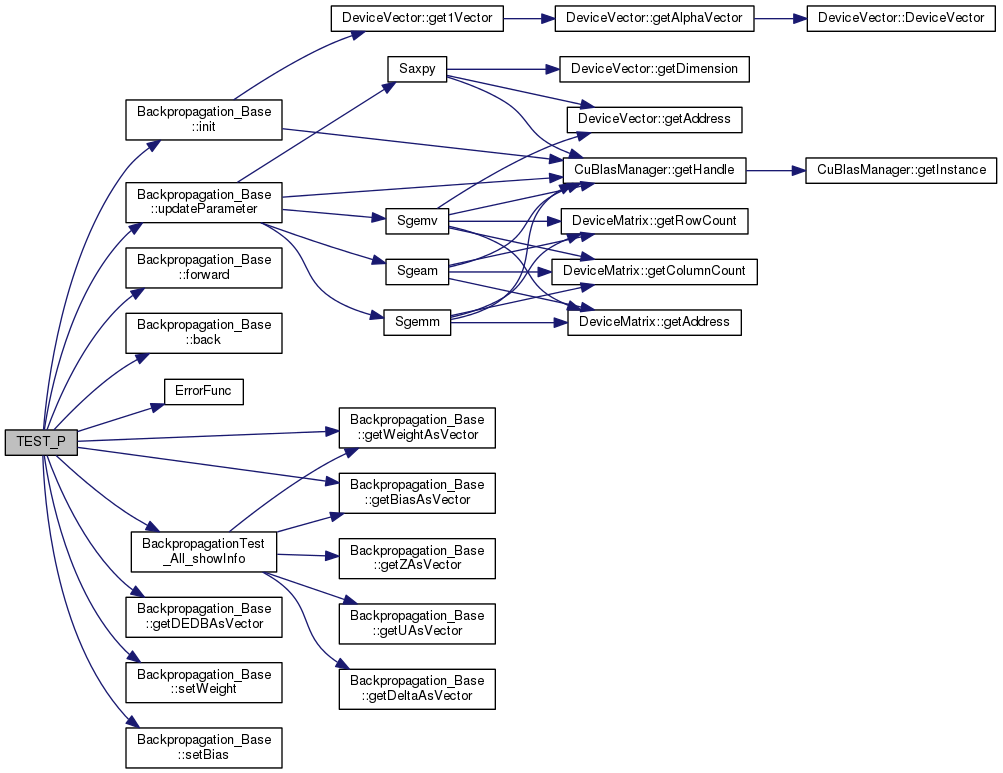 DeviceVector::get1Vector
DeviceVector::getAlphaVector
DeviceVector::DeviceVector
Saxpy
DeviceVector::getDimension
Backpropagation_Base
::init
DeviceVector::getAddress
CuBlasManager::getHandle
CuBlasManager::getInstance
Backpropagation_Base
::updateParameter
Sgemv
DeviceMatrix::getRowCount
Backpropagation_Base
::forward
Sgeam
DeviceMatrix::getColumnCount
Backpropagation_Base
::back
Sgemm
DeviceMatrix::getAddress
ErrorFunc
TEST_P
Backpropagation_Base
::getWeightAsVector
Backpropagation_Base
::getBiasAsVector
BackpropagationTest
_All_showInfo
Backpropagation_Base
::getZAsVector
Backpropagation_Base
::getDEDBAsVector
Backpropagation_Base
::getUAsVector
Backpropagation_Base
::setWeight
Backpropagation_Base
::getDeltaAsVector
Backpropagation_Base
::setBias